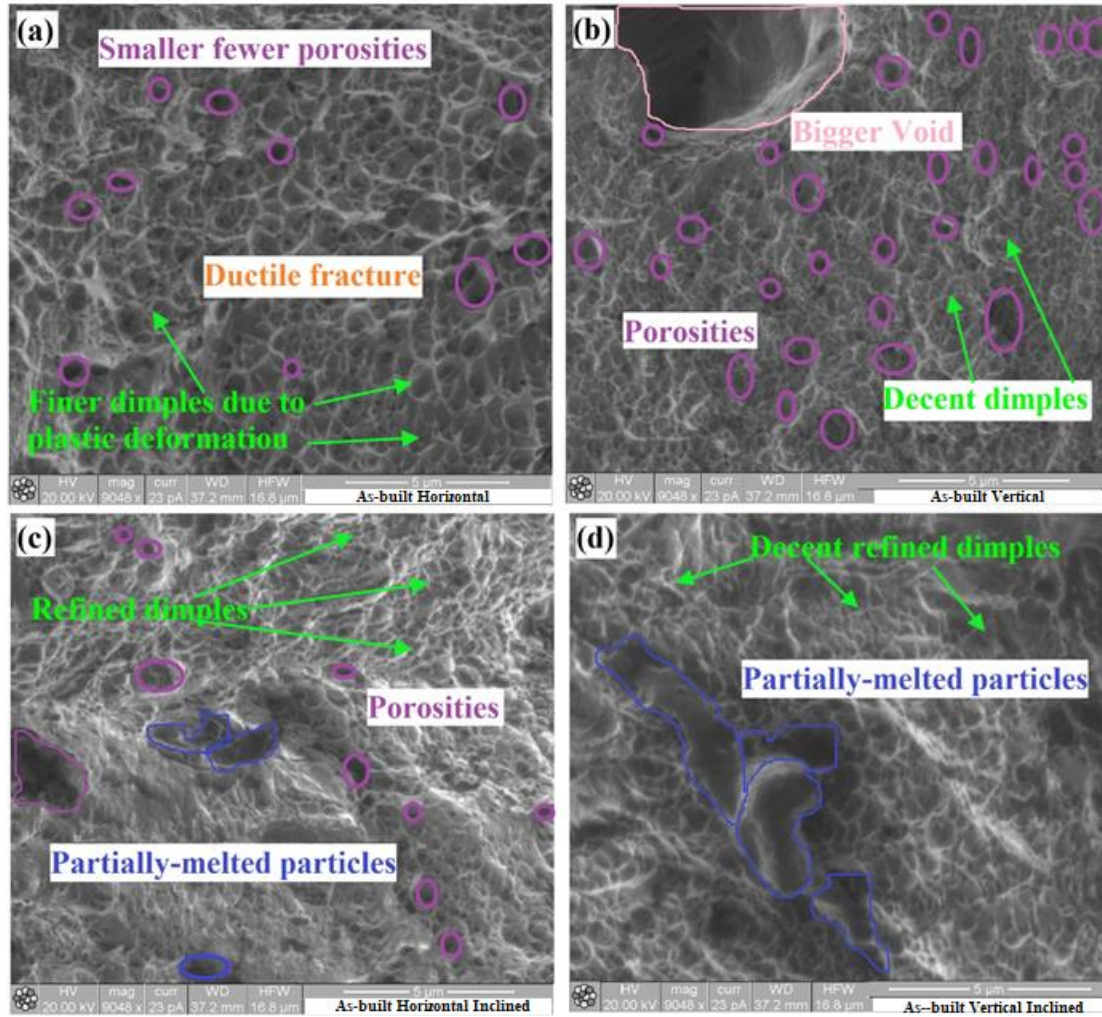 (a)
Smaller fewer porosities
Ductile fracture
Finer dimples due to
plastic deformation
HV mag curr WD HFW 5 μm
20.00 kV 9048 x 23 pA 37.2 mm 16.8 μm As-built Horizontal
(b)
Bigger Void
Porosities
Decent dimples
HV mag curr WD HFW 5 μm
20.00 kV 9048 x 23 pA 37.2 mm 16.8 μm As-built Vertical
(c)
Refined dimples
Porosities
Partially-melted particles
HV mag curr WD HFW 5 μm
20.00 kV 9048 x 23 pA 37.2 mm 16.8 μm As-built Horizontal Inclined
(d)
Decent refined dimples
Partially-melted particles
HV mag curr WD HFW 5 μm
20.00 kV 9048 x 23 pA 37.2 mm 16.8 μm As--built Vertical Inclined